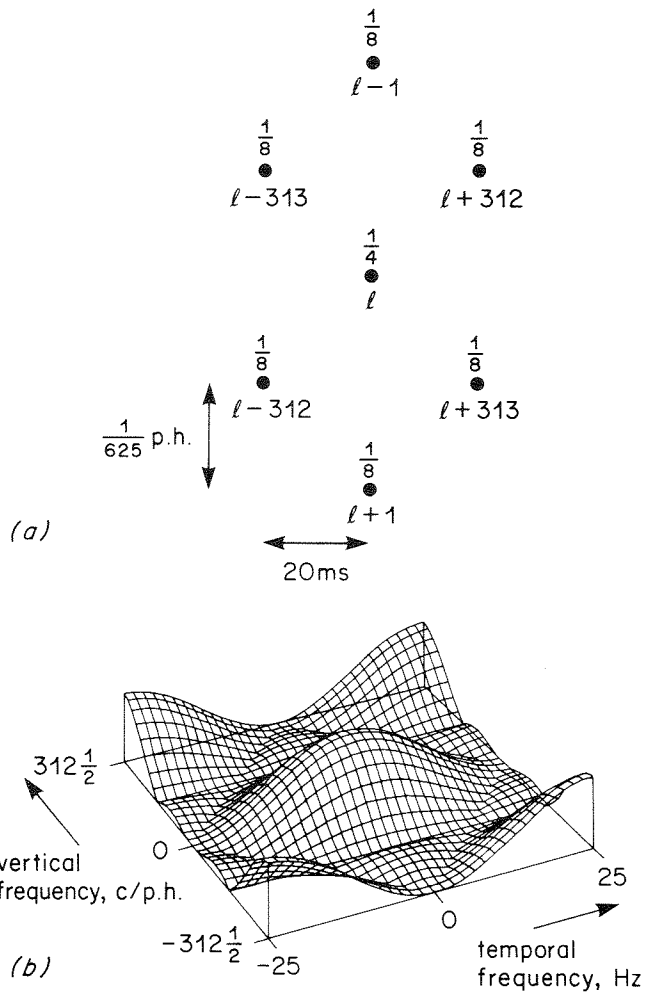 1/8
ℓ−1
1/8 1/8
ℓ−313 ℓ+312
1/4
ℓ
1/8 1/8
ℓ−312 ℓ+313
1/625 p.h.
1/8
ℓ+1
(a)
20ms
312 1/2
0
vertical
frequency, c/p.h.
−312 1/2
−25
0
25
temporal
frequency, Hz
(b)